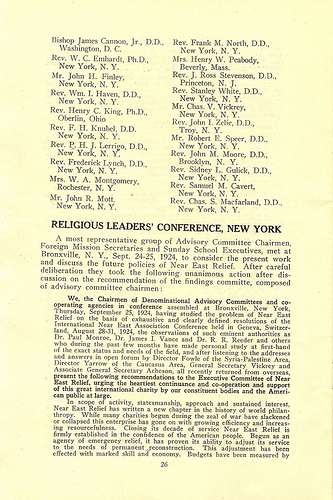 Bishop James Cannon, Jr., D.D.,
Washington, D. C.
Rev. W. C. Emhardt, Ph.D.,
New York, N. Y.
Mr. John H. Finley,
New York, N. Y.
Rev. Wm. I. Haven, D.D.,
New York, N. Y.
Rev. Henry C. King, Ph.D.,
Oberlin, Ohio
Rev. F. H. Knubel, D.D.
New York, N. Y.
Rev. P. H. J. Lerrigo, D.D.,
New York, N. Y.
Rev. Frederick Lynch, D.D.,
New York, N. Y.
Mrs. W. A. Montgomery,
Rochester, N. Y.
Mr. John R. Mott,
New York, N. Y.
Rev. Frank M. North, D.D.,
New York, N. Y.
Mrs. Henry W. Peabody,
Beverly, Mass.
Rev. J. Ross Stevenson, D.D.,
Princeton, N. J.
Rev. Stanley White, D.D.,
New York, N. Y.
Mr. Chas. V. Vickrey,
New York, N. Y.
Rev. John I. Zelie, D.D.,
Troy, N. Y.
Mr. Robert E. Speer, D.D.,
New York, N. Y.
Rev. John M. Moore, D.D.,
Brooklyn, N. Y.
Rev. Sidney L. Gulick, D.D.,
New York, N. Y.
Rev. Samuel M. Cavert,
New York, N. Y.
Rev. Chas. S. Macfarland, D.D.,
New York, N. Y.
RELIGIOUS LEADERS' CONFERENCE, NEW YORK
A most representative group of Advisory Committee Chairmen,
Foreign Mission Secretaries and Sunday School Executives, met at
Bronxville, N. Y., Sept. 24-25, 1924, to consider the present work
and discuss the future policies of Near East Relief. After careful
deliberation they took the following unanimous action after dis-
cussion on the recommendation of the findings committee, composed
of advisory committee chairmen:
We, the Chairmen of Denominational Advisory Committees and co-
operating agencies in conference assembled at Bronxville, New York,
Thursday, September 25, 1924, having studied the problem of Near East
Relief on the basis of exhaustive and clearly defined resolutions of the
International Near East Association Conference held in Geneva, Switzer-
land, August 28-31, 1924, the observations of such eminent authorities as
Dr. Paul Monroe, Dr. James I. Vance and Dr. R. R. Reeder and others
who during the past few months have made personal study at first-hand
of the exact status and needs of the field, and after listening to the addresses
and answers in open forum by Director Fowle of the Syria-Palestine Area,
Director Yarrow of the Caucasus Area, General Secretary Vickrey and
Associate General Secretary Acheson, all recently returned from overseas,
present the following recommendations to the Executive Committee of Near
East Relief, urging the heartiest continuance and co-operation and support
of this great international charity by our constituent bodies and the Ameri-
can public at large.
In scope of activity, statesmanship, approach and sustained interest,
Near East Relief has written a new chapter in the history of world philan-
thropy. While many charities begun during the zeal of war have slackened
or collapsed this enterprise has gone on with growing efficiency and increas-
ing resourcefulness. Closing its decade of service Near East Relief is
firmly established in the confidence of the American people. Begun as an
agency of emergency relief, it has proven its ability to adjust its service
to the needs of permanent reconstruction. This adjustment has been
effected with marked skill and economy. Budgets have been measured by
26